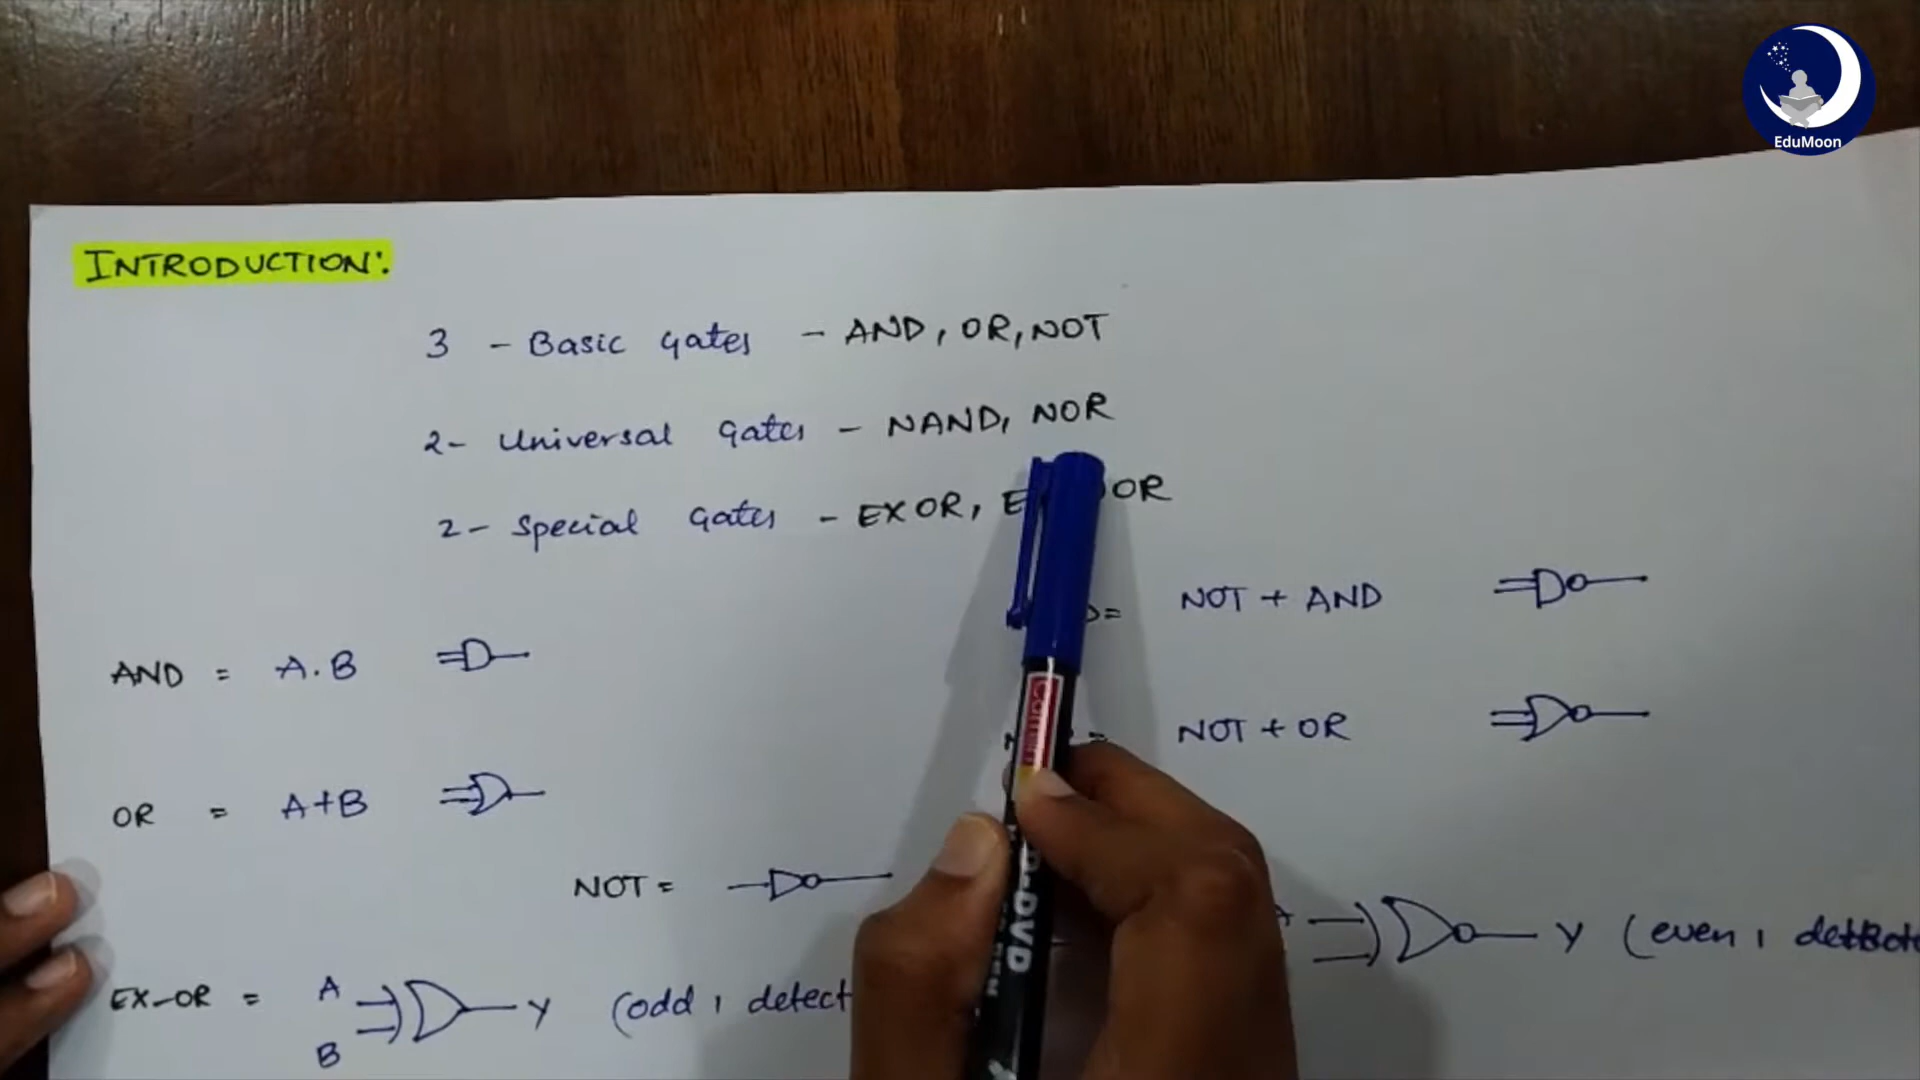 EduMoon
INTRODUCTION:
3 - Basic gates - AND, OR, NOT
2- Universal gates - NAND, NOR
2- Special gates - EXOR,
NOT + AND
AND = A.B
NOT + OR
OR = A+B
NOT =
Y (even 1
EX-OR = A B Y (odd 1 detect